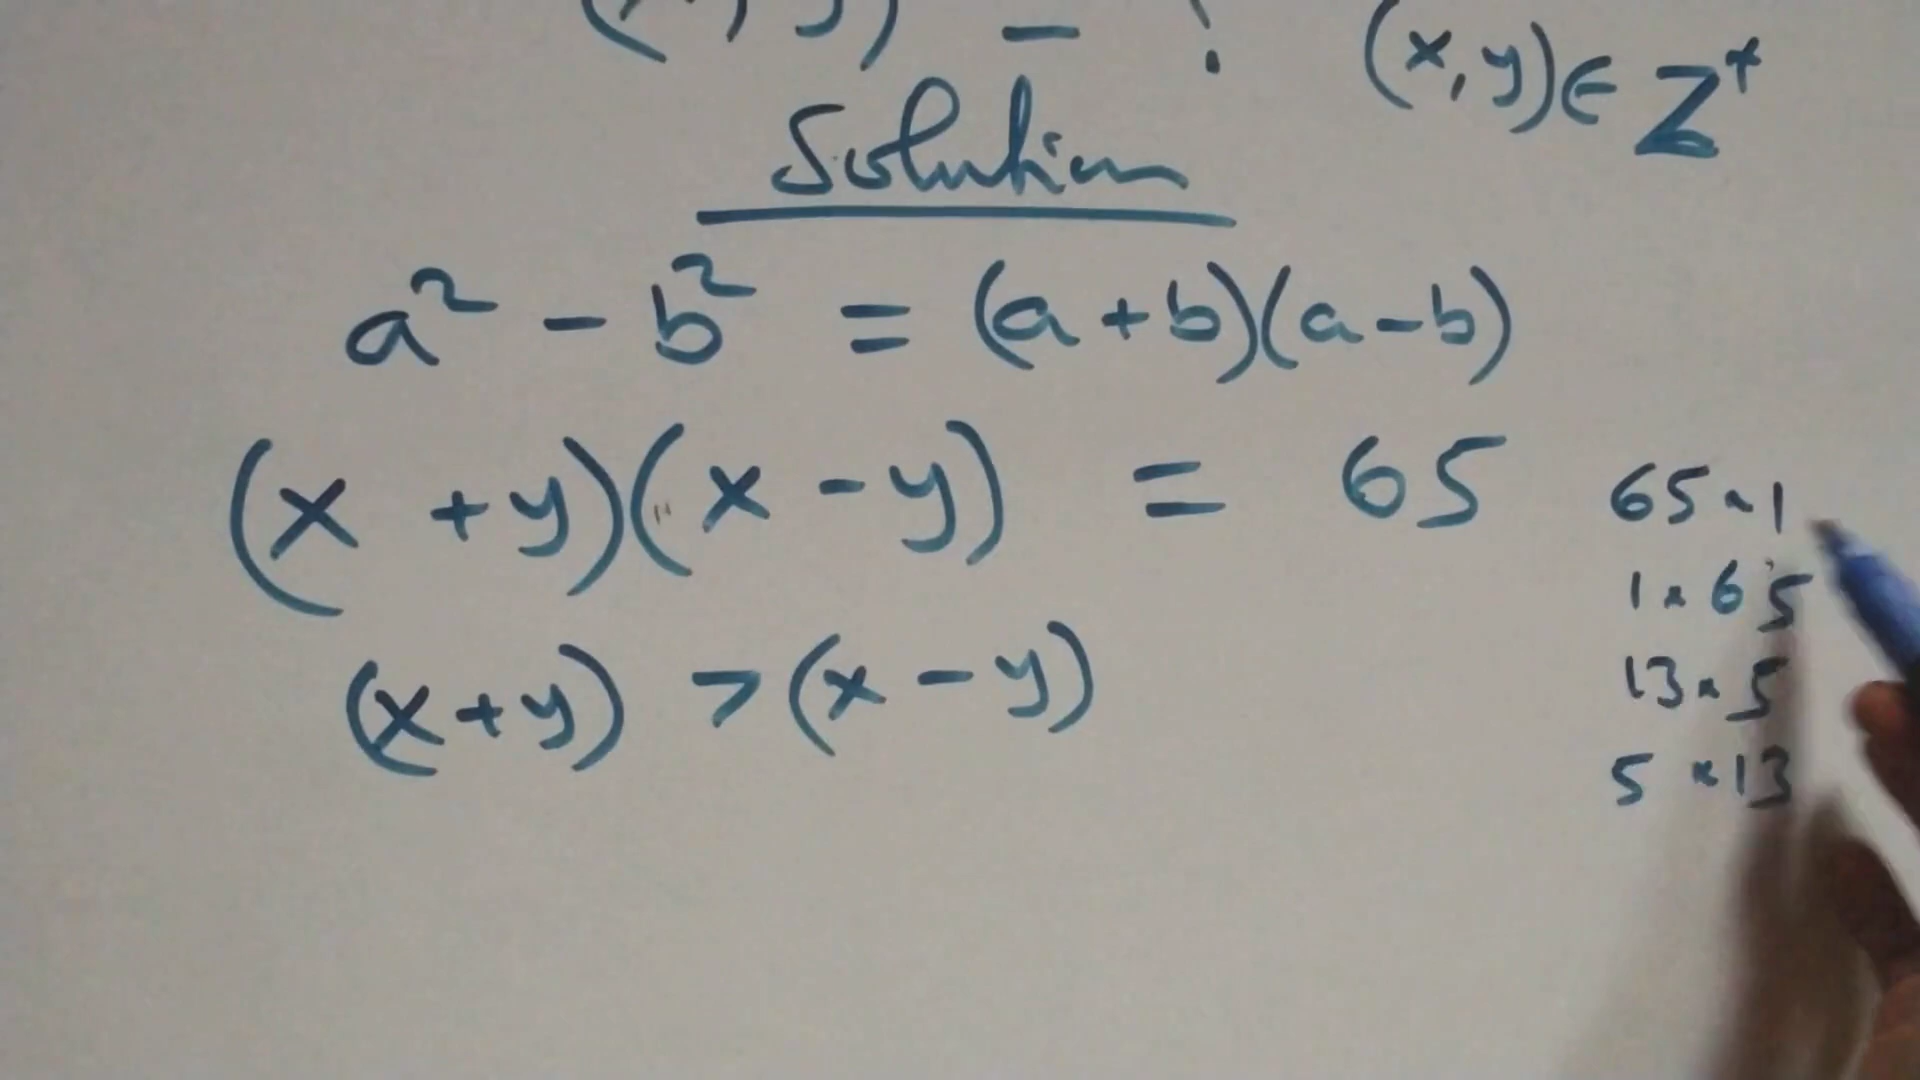 (x, y) = ? (x, y) ∈ Z⁺
Solution
a² - b² = (a + b)(a - b)
(x + y)(x - y) = 65
65 × 1
1 × 65
(x + y) > (x - y)
13 × 5
5 × 13